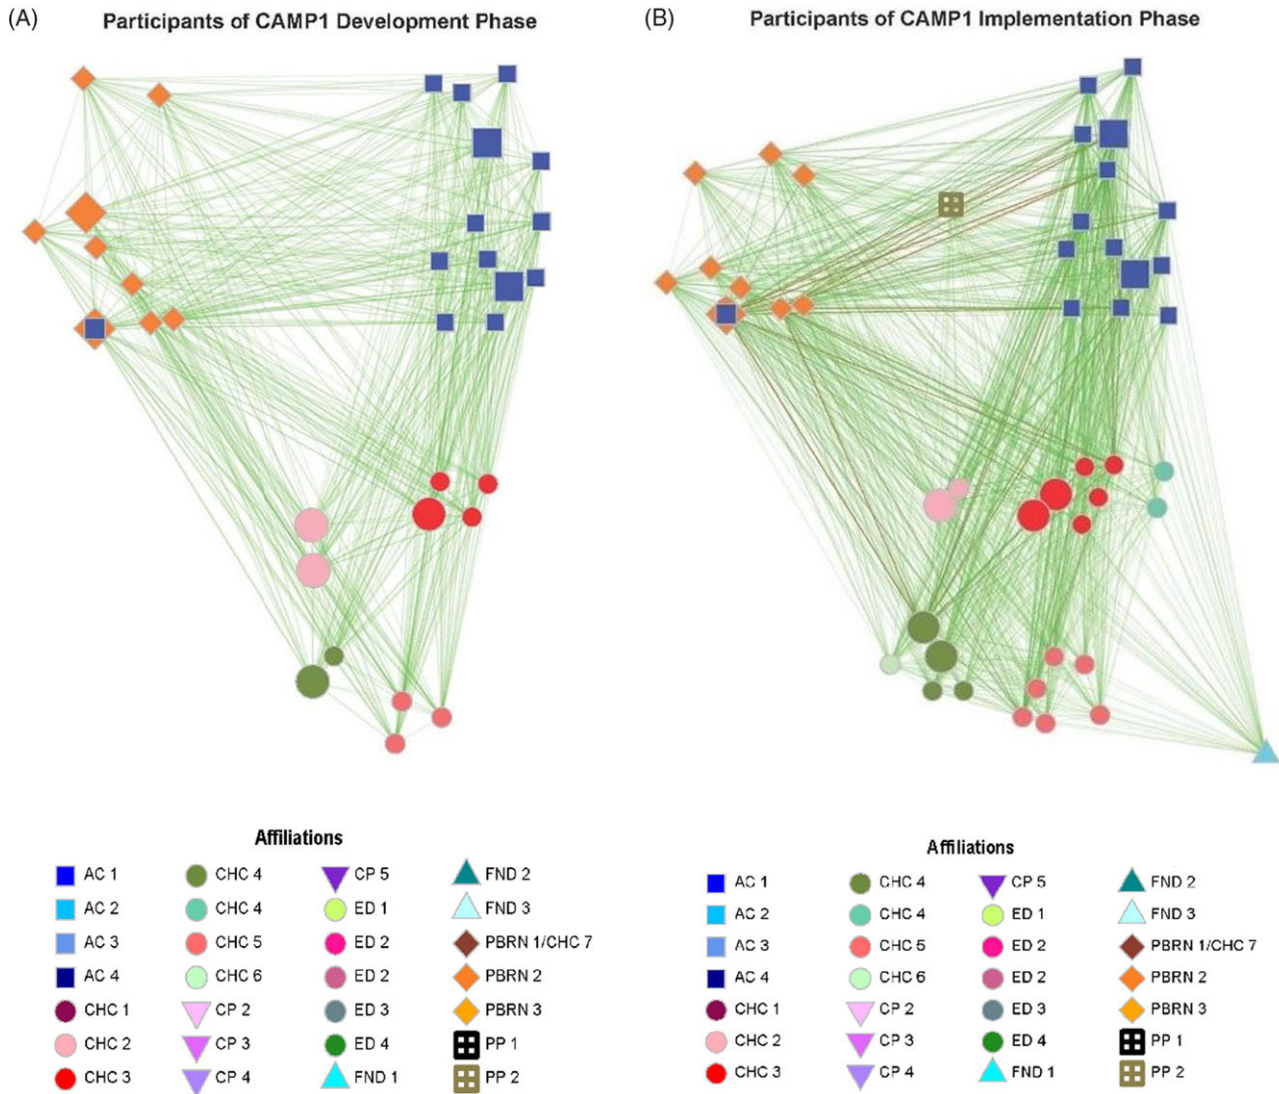 (A)
Participants of CAMP1 Development Phase
(B)
Participants of CAMP1 Implementation Phase
Affiliations
AC 1 CHC 4 CP 5 FND 2
AC 2 CHC 4 ED 1 FND 3
AC 3 CHC 5 ED 2 PBRN 1/CHC 7
AC 4 CHC 6 ED 2 PBRN 2
CHC 1 CP 2 ED 3 PBRN 3
CHC 2 CP 3 ED 4 PP 1
CHC 3 CP 4 FND 1 PP 2
Affiliations
AC 1 CHC 4 CP 5 FND 2
AC 2 CHC 4 ED 1 FND 3
AC 3 CHC 5 ED 2 PBRN 1/CHC 7
AC 4 CHC 6 ED 2 PBRN 2
CHC 1 CP 2 ED 3 PBRN 3
CHC 2 CP 3 ED 4 PP 1
CHC 3 CP 4 FND 1 PP 2